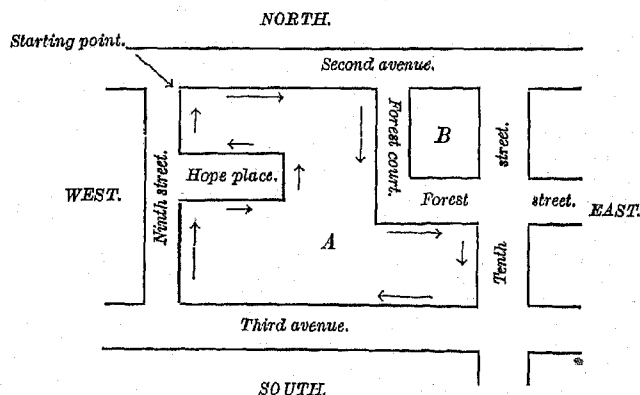 NORTH.
Starting point.
Second avenue.
Forest court.
B
street.
Hope place.
Ninth street.
WEST.
Forest street.
EAST.
A
Tenth
Third avenue.
SOUTH.